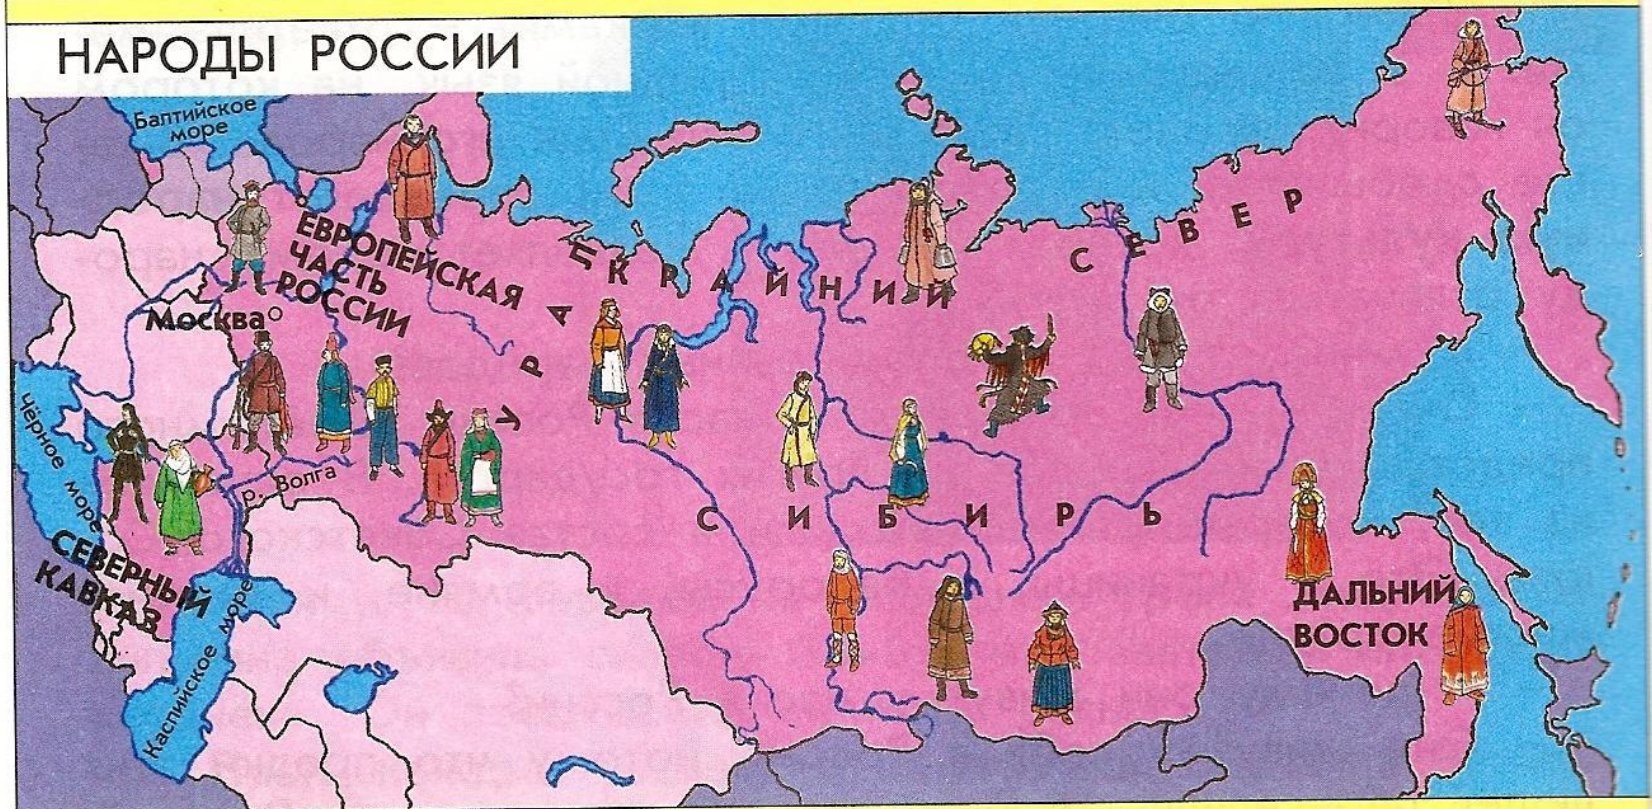 НАРОДЫ РОССИИ
Балтийское
море
ЕВРОПЕЙСКАЯ
ЧАСТЬ
РОССИИ
Москва
УРАЛ
КРАЙНИЙ СЕВЕР
р. Волга
Чёрное море
СЕВЕРНЫЙ
КАВКАЗ
Каспийское море
СИБИРЬ
ДАЛЬНИЙ
ВОСТОК